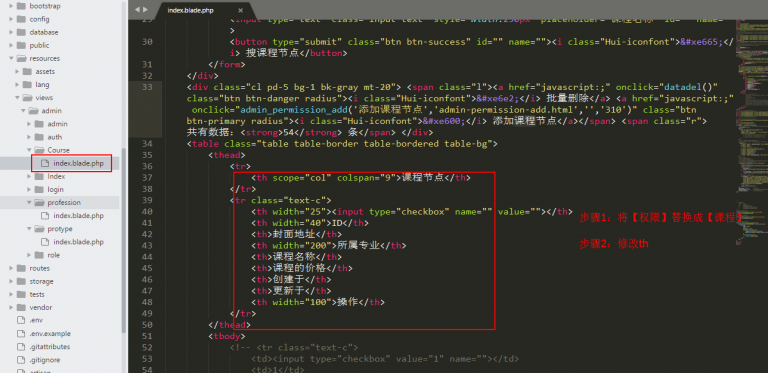 bootstrap
config
database
public
resources
assets
lang
views
admin
admin
auth
Course
index.blade.php
Index
login
profession
index.blade.php
protype
index.blade.php
role
routes
storage
tests
vendor
.env
.env.example
.gitattributes
.gitignore
index.blade.php ×
29 <input type="text" class="input-text" style="width:250px" placeholder="课程名称" id="" name=""
>
30 <button type="submit" class="btn btn-success" id="" name=""><i class="Hui-iconfont">&#xe665;</
i> 搜课程节点</button>
31 </form>
32 </div>
33 <div class="cl pd-5 bg-1 bk-gray mt-20"> <span class="l"><a href="javascript:;" onclick="datadel()"
class="btn btn-danger radius"><i class="Hui-iconfont">&#xe6e2;</i> 批量删除</a> <a href="javascript:;"
onclick="admin_permission_add('添加课程节点','admin-permission-add.html','','310')" class="btn
btn-primary radius"><i class="Hui-iconfont">&#xe600;</i> 添加课程节点</a></span> <span class="r">
共有数据：<strong>54</strong> 条</span> </div>
34 <table class="table table-border table-bordered table-bg">
35 <thead>
36 <tr>
37 <th scope="col" colspan="9">课程节点</th>
38 </tr>
39 <tr class="text-c">
40 <th width="25"><input type="checkbox" name="" value=""></th>
41 <th width="40">ID</th>
42 <th>封面地址</th>
43 <th width="200">所属专业</th>
44 <th>课程名称</th>
45 <th>课程的价格</th>
46 <th>创建于</th>
47 <th>更新于</th>
48 <th width="100">操作</th>
49 </tr>
50 </thead>
51 <tbody>
52 <!-- <tr class="text-c">
53 <td><input type="checkbox" value="1" name=""></td>
54 <td>1</td>
步骤1：将【权限】替换成【课程】
步骤2：修改th